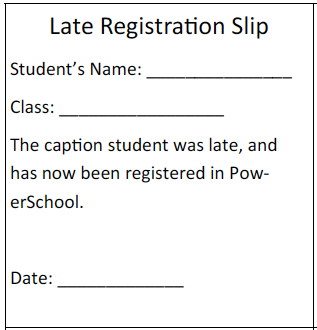 Late Registration Slip
Student’s Name: _______________
Class: _________________
The caption student was late, and
has now been registered in Pow-
erSchool.
Date: _____________